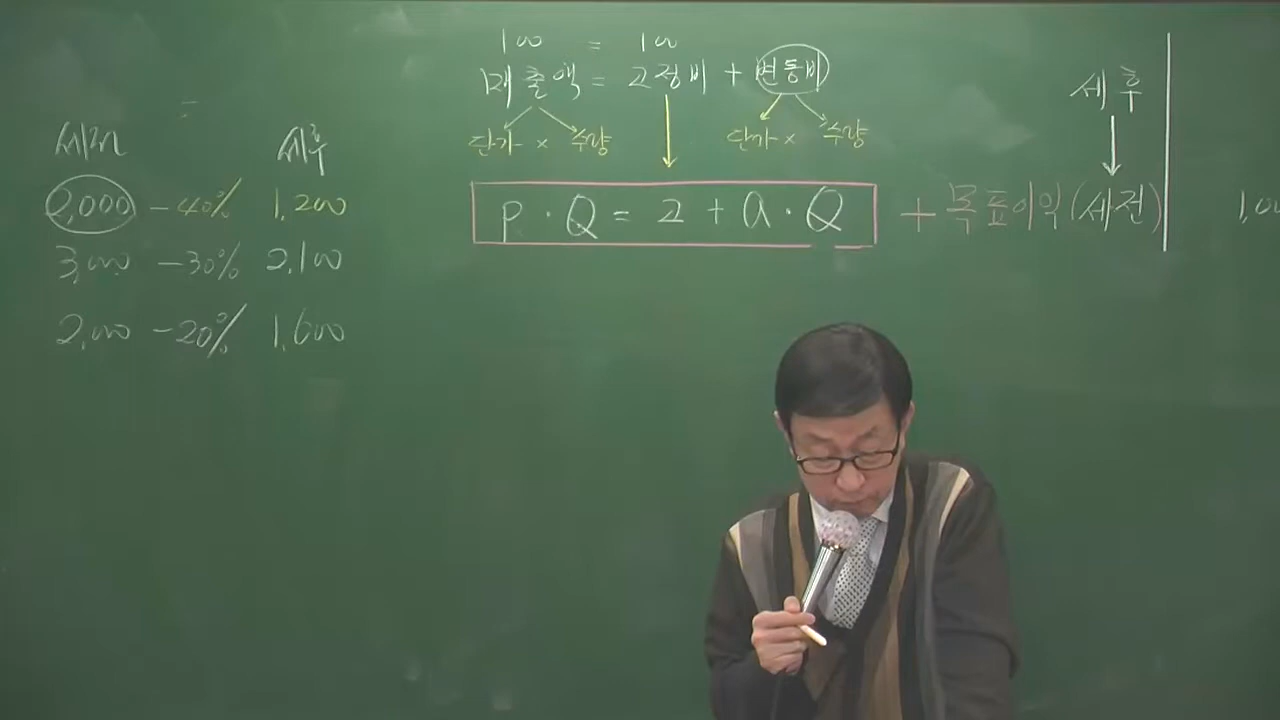 100 = 100
매출액 = 고정비 + 변동비
단가 × 수량 단가 × 수량
P · Q = 고 + a · Q + 목표이익(세전)
세후
세전 세후
2,000 -40% 1,200
3,000 -30% 2,100
2,000 -20% 1,600